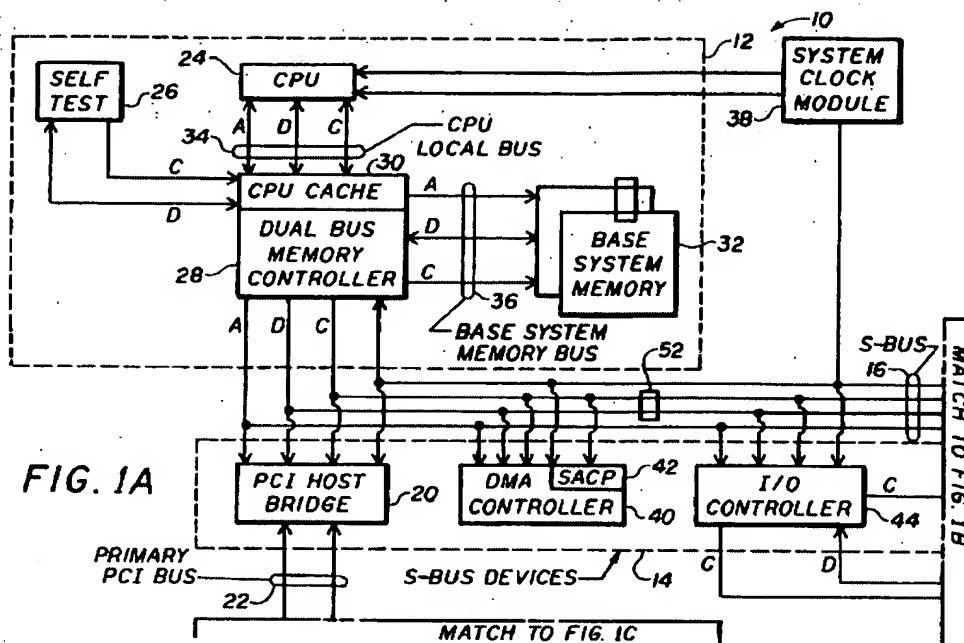 10
12
SYSTEM
CLOCK
MODULE
38
24
CPU
SELF
TEST
26
A
D
C
34
CPU
LOCAL BUS
30
C
CPU CACHE
A
D
DUAL BUS
MEMORY
CONTROLLER
28
D
C
BASE
SYSTEM
MEMORY
32
36
A
D
C
BASE SYSTEM
MEMORY BUS
52
S-BUS
16
MATCH TO FIG. 1B
FIG. 1A
PCI HOST
BRIDGE
20
DMA
CONTROLLER
SACP
42
40
I/O
CONTROLLER
44
C
PRIMARY
PCI BUS
22
S-BUS DEVICES
14
C
D
MATCH TO FIG. 1C